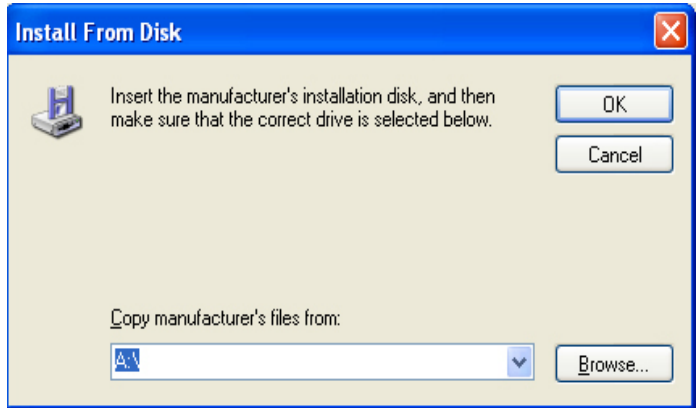 Install From Disk
Insert the manufacturer's installation disk, and then
make sure that the correct drive is selected below.
OK
Cancel
Copy manufacturer's files from:
A:\
Browse...